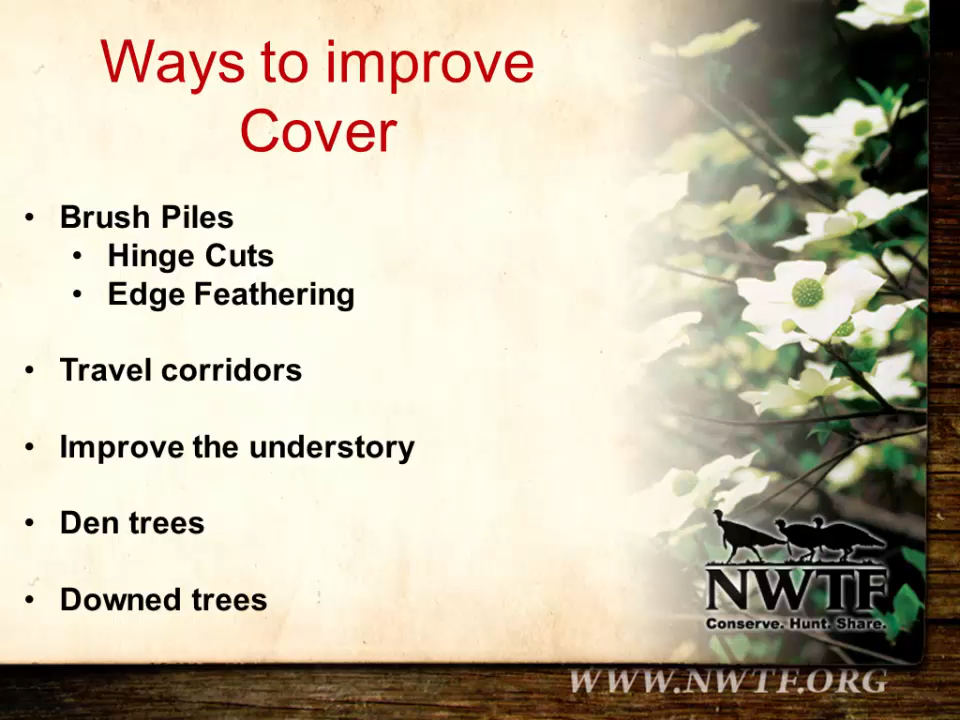 Ways to improve
Cover
• Brush Piles
• Hinge Cuts
• Edge Feathering
• Travel corridors
• Improve the understory
• Den trees
• Downed trees
NWTF
Conserve. Hunt. Share.
WWW.NWTF.ORG